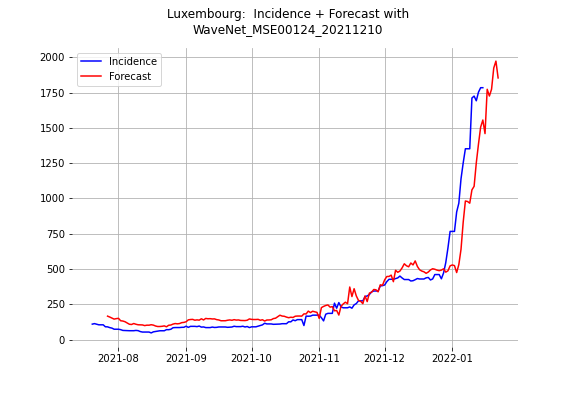 Luxembourg:  Incidence + Forecast with
WaveNet_MSE00124_20211210
Incidence
Forecast
2000
1750
1500
1250
1000
750
500
250
0
2021-08 2021-09 2021-10 2021-11 2021-12 2022-01